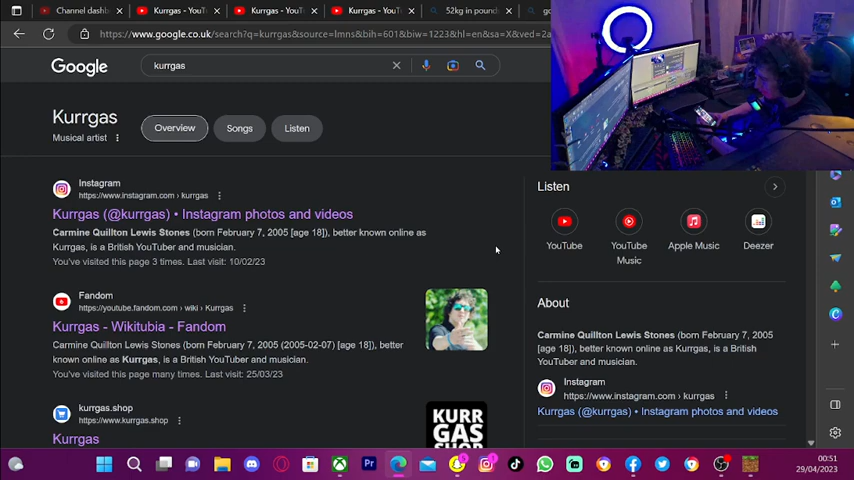 Channel dashb
Kurrgas - YouT
Kurrgas - YouT
Kurrgas - YouT
52kg in pound
go
https://www.google.co.uk/search?q=kurrgas&source=lmns&bih=601&biw=1223&hl=en&sa=X&ved=2a
Google
kurrgas
Kurrgas
Musical artist
Overview
Songs
Listen
Instagram
https://www.instagram.com › kurrgas
Kurrgas (@kurrgas) • Instagram photos and videos
Carmine Quillton Lewis Stones (born February 7, 2005 [age 18]), better known online as
Kurrgas, is a British YouTuber and musician.
You've visited this page 3 times. Last visit: 10/02/23
Fandom
https://youtube.fandom.com › wiki › Kurrgas
Kurrgas - Wikitubia - Fandom
Carmine Quillton Lewis Stones (born February 7, 2005 (2005-02-07) [age 18]), better
known online as Kurrgas, is a British YouTuber and musician.
You've visited this page many times. Last visit: 25/03/23
kurrgas.shop
https://www.kurrgas.shop
Kurrgas
KURR
GAS
SHOP
Listen
YouTube
YouTube
Music
Apple Music
Deezer
About
Carmine Quillton Lewis Stones (born February 7, 2005
[age 18]), better known online as Kurrgas, is a British
YouTuber and musician.
Instagram
https://www.instagram.com › kurrgas
Kurrgas (@kurrgas) • Instagram photos and videos
Pr
00:51
29/04/2023